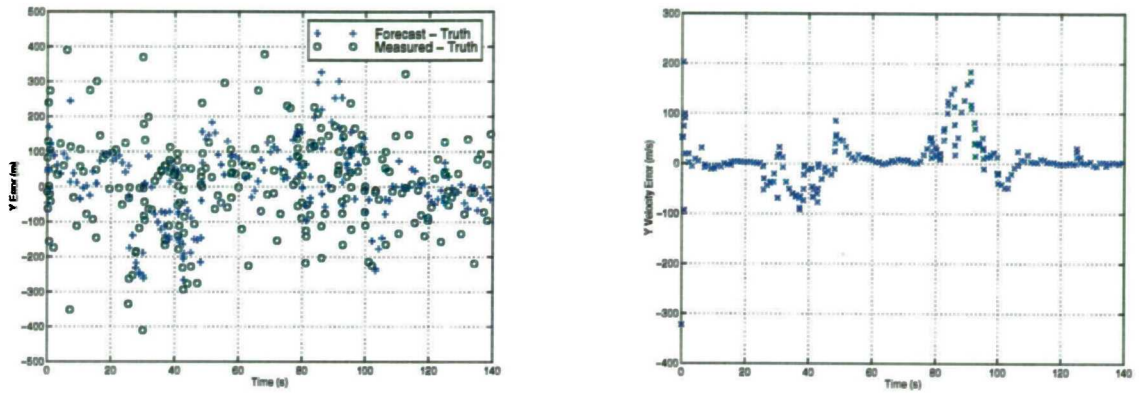 500
400
300
200
100
0
−100
−200
−300
−400
−500
0 20 40 60 80 100 120 140
Time (s)
Y Error (m)
+ + Forecast − Truth
o o Measured − Truth
300
200
100
0
−100
−200
−300
−400
0 20 40 60 80 100 120 140
Time (s)
Y Velocity Error (m/s)